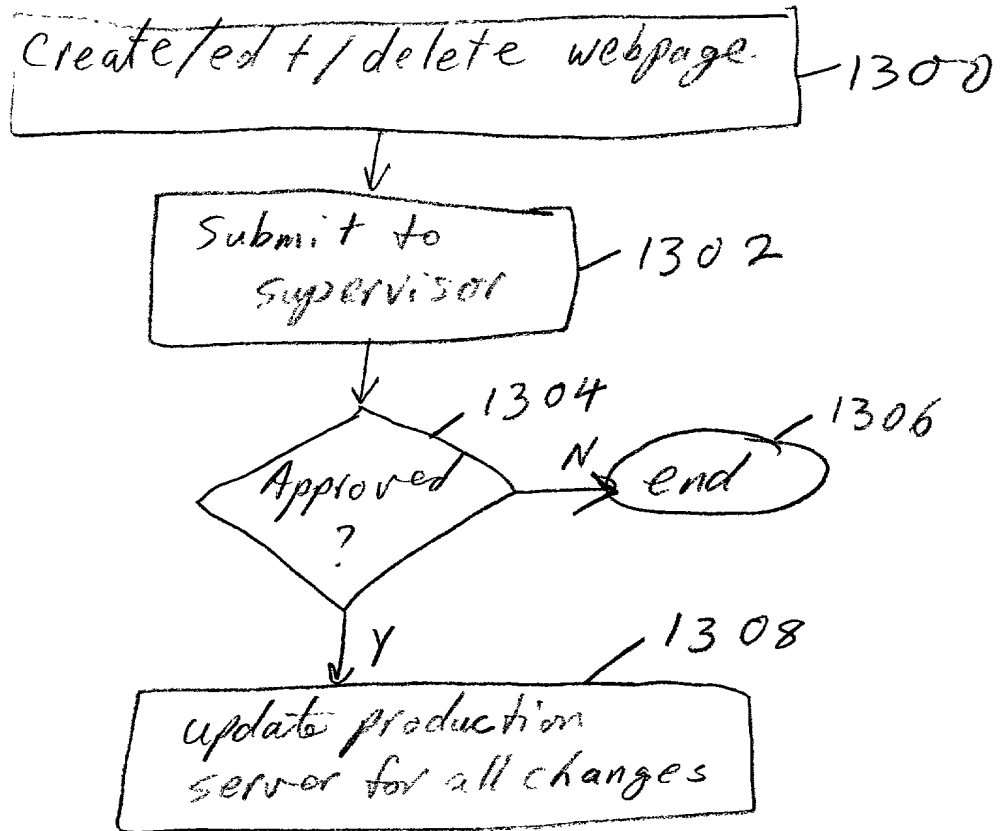 Create/edit/delete webpage.
1300
Submit to
supervisor
1302
1304
Approved
?
N
end
1306
Y
1308
update production
server for all changes